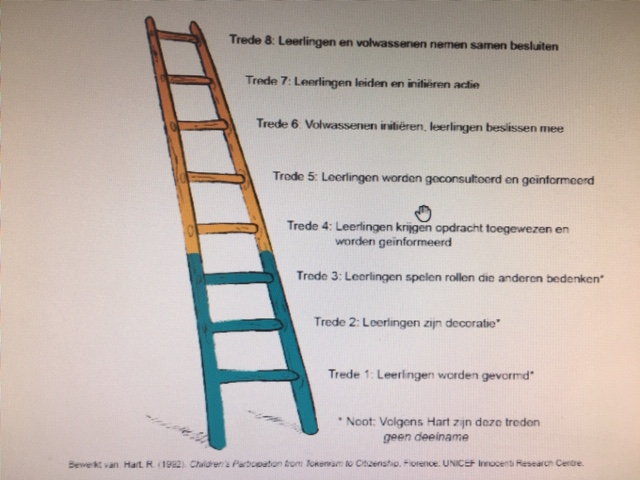 Trede 8: Leerlingen en volwassenen nemen samen besluiten
Trede 7: Leerlingen leiden en initiëren actie
Trede 6: Volwassenen initiëren, leerlingen beslissen mee
Trede 5: Leerlingen worden geconsulteerd en geïnformeerd
Trede 4: Leerlingen krijgen opdracht toegewezen en
worden geïnformeerd
Trede 3: Leerlingen spelen rollen die anderen bedenken*
Trede 2: Leerlingen zijn decoratie*
Trede 1: Leerlingen worden gevormd*
* Noot: Volgens Hart zijn deze treden
geen deelname
Bewerkt van: Hart, R. (1992). Children's Participation from Tokenism to Citizenship. Florence, UNICEF Innocenti Research Centre.